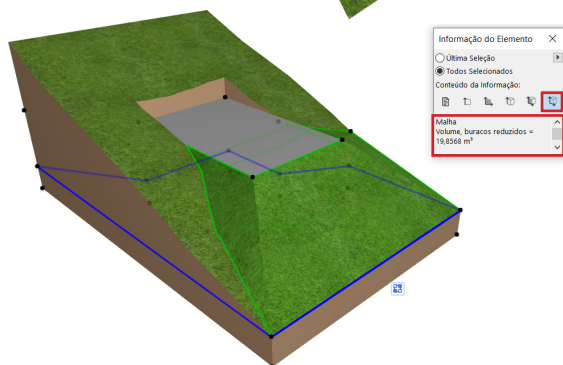 Informação do Elemento
Última Seleção
Todos Selecionados
Conteúdo da Informação:
Malha
Volume, buracos reduzidos =
19,8568 m³